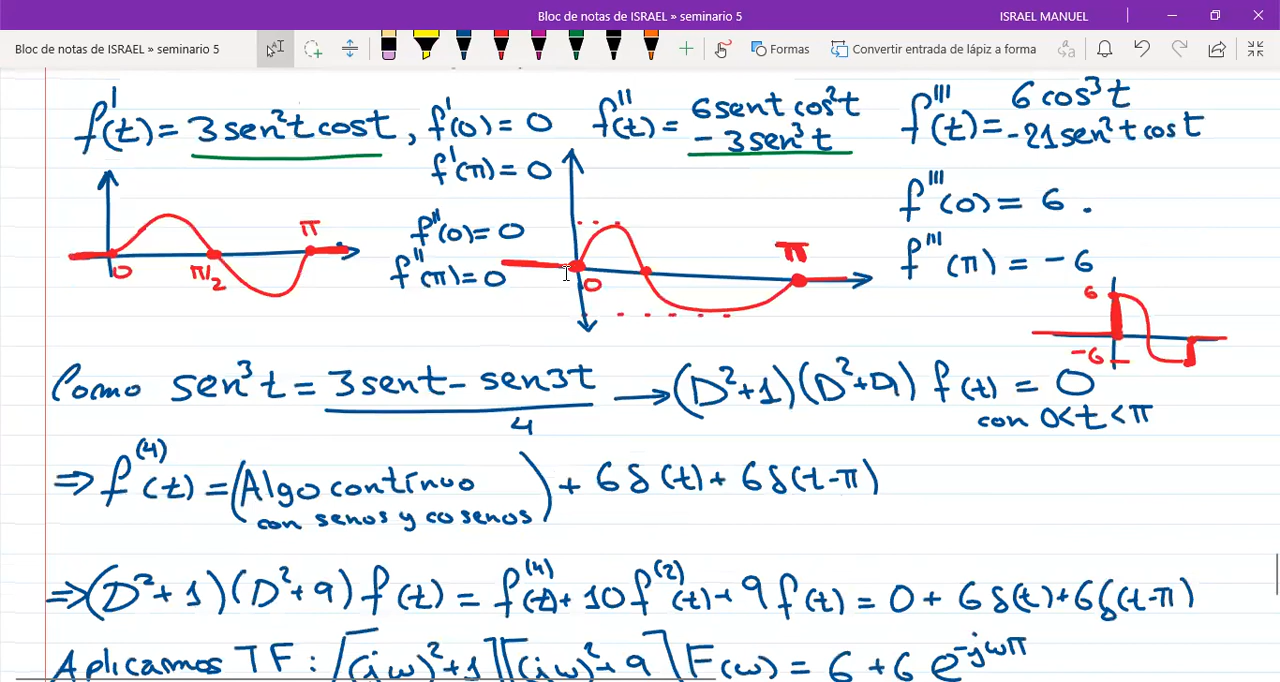 Bloc de notas de ISRAEL » seminario 5
ISRAEL MANUEL
Bloc de notas de ISRAEL » seminario 5
Formas
Convertir entrada de lápiz a forma
f'(t) = 3sen²t cost, f'(0) = 0
f'(π) = 0
f''(t) = 6sent cos²t
- 3sen³t
f'''(t) = 6cos³t
-21sen²t cost
f''(0) = 0
f''(π) = 0
f'''(0) = 6.
f'''(π) = -6
0
π/2
π
0
π
6
-6
Como sen³t = 3sent - sen3t / 4 → (D²+1)(D²+9) f(t) = 0
con 0<t<π
⇒ f⁽⁴⁾(t) = (Algo continuo
con senos y cosenos) + 6δ(t) + 6δ(t-π)
⇒ (D²+1)(D²+9) f(t) = f⁽⁴⁾(t) + 10f⁽²⁾(t) + 9f(t) = 0 + 6δ(t) + 6δ(t-π)
Aplicamos TF: [(jω)²+1][(jω)²+9] F(ω) = 6 + 6e^-jωπ